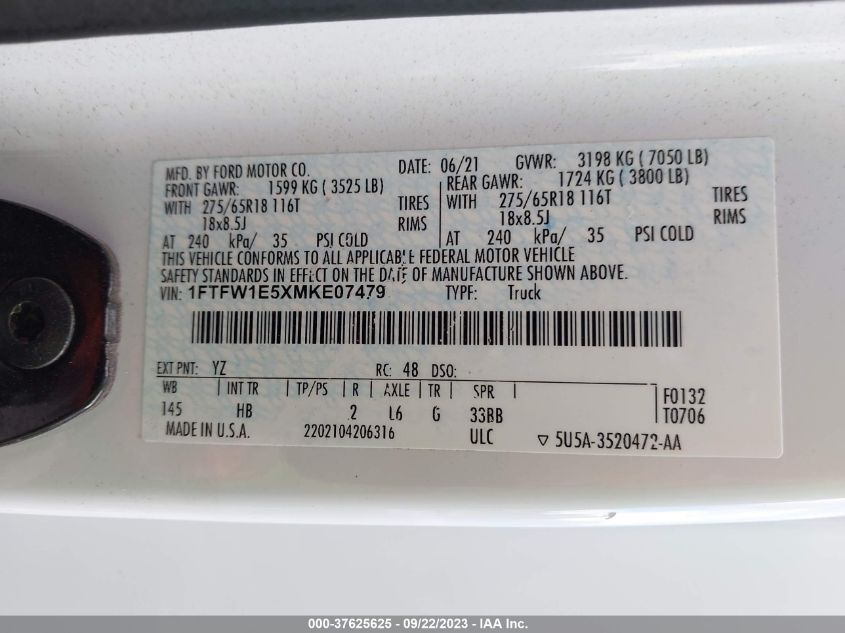 MFD. BY FORD MOTOR CO. DATE: 06/21 GVWR: 3198 KG ( 7050 LB)
FRONT GAWR: 1599 KG ( 3525 LB) REAR GAWR: 1724 KG ( 3800 LB)
WITH 275/65R18 116T TIRES WITH 275/65R18 116T TIRES
18x8.5J RIMS 18x8.5J RIMS
AT 240 kPa/ 35 PSI COLD AT 240 kPa/ 35 PSI COLD
THIS VEHICLE CONFORMS TO ALL APPLICABLE FEDERAL MOTOR VEHICLE
SAFETY STANDARDS IN EFFECT ON THE DATE OF MANUFACTURE SHOWN ABOVE.
VIN: 1FTFW1E5XMKE07479 TYPE: Truck
EXT PNT: YZ RC: 48 DSO:
WB INT TR TP/PS R AXLE TR SPR F0132
145 HB 2 L6 G 33BB T0706
MADE IN U.S.A. 2202104206316 ULC ▽ 5U5A-3520472-AA
000-37625625 - 09/22/2023 - IAA Inc.